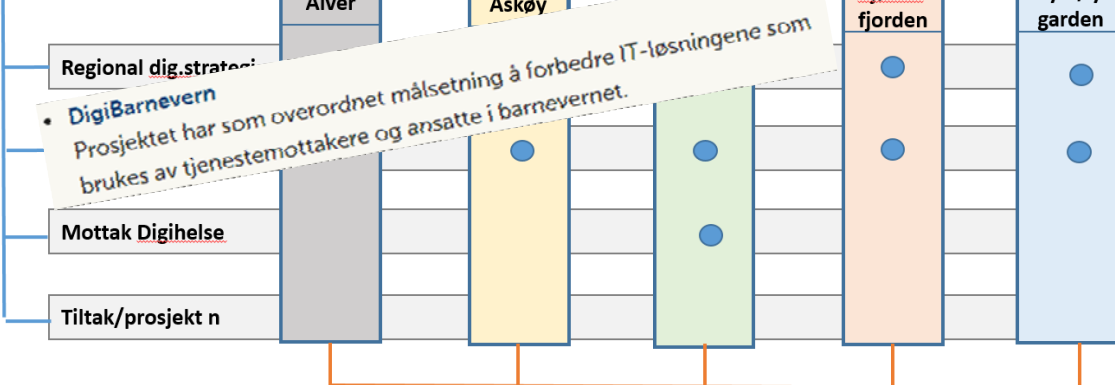 Alver
Askøy
fjorden
garden
Regional dig.strategi
• DigiBarnevern
Prosjektet har som overordnet målsetning å forbedre IT-løsningene som
brukes av tjenestemottakere og ansatte i barnevernet.
Mottak Digihelse
Tiltak/prosjekt n